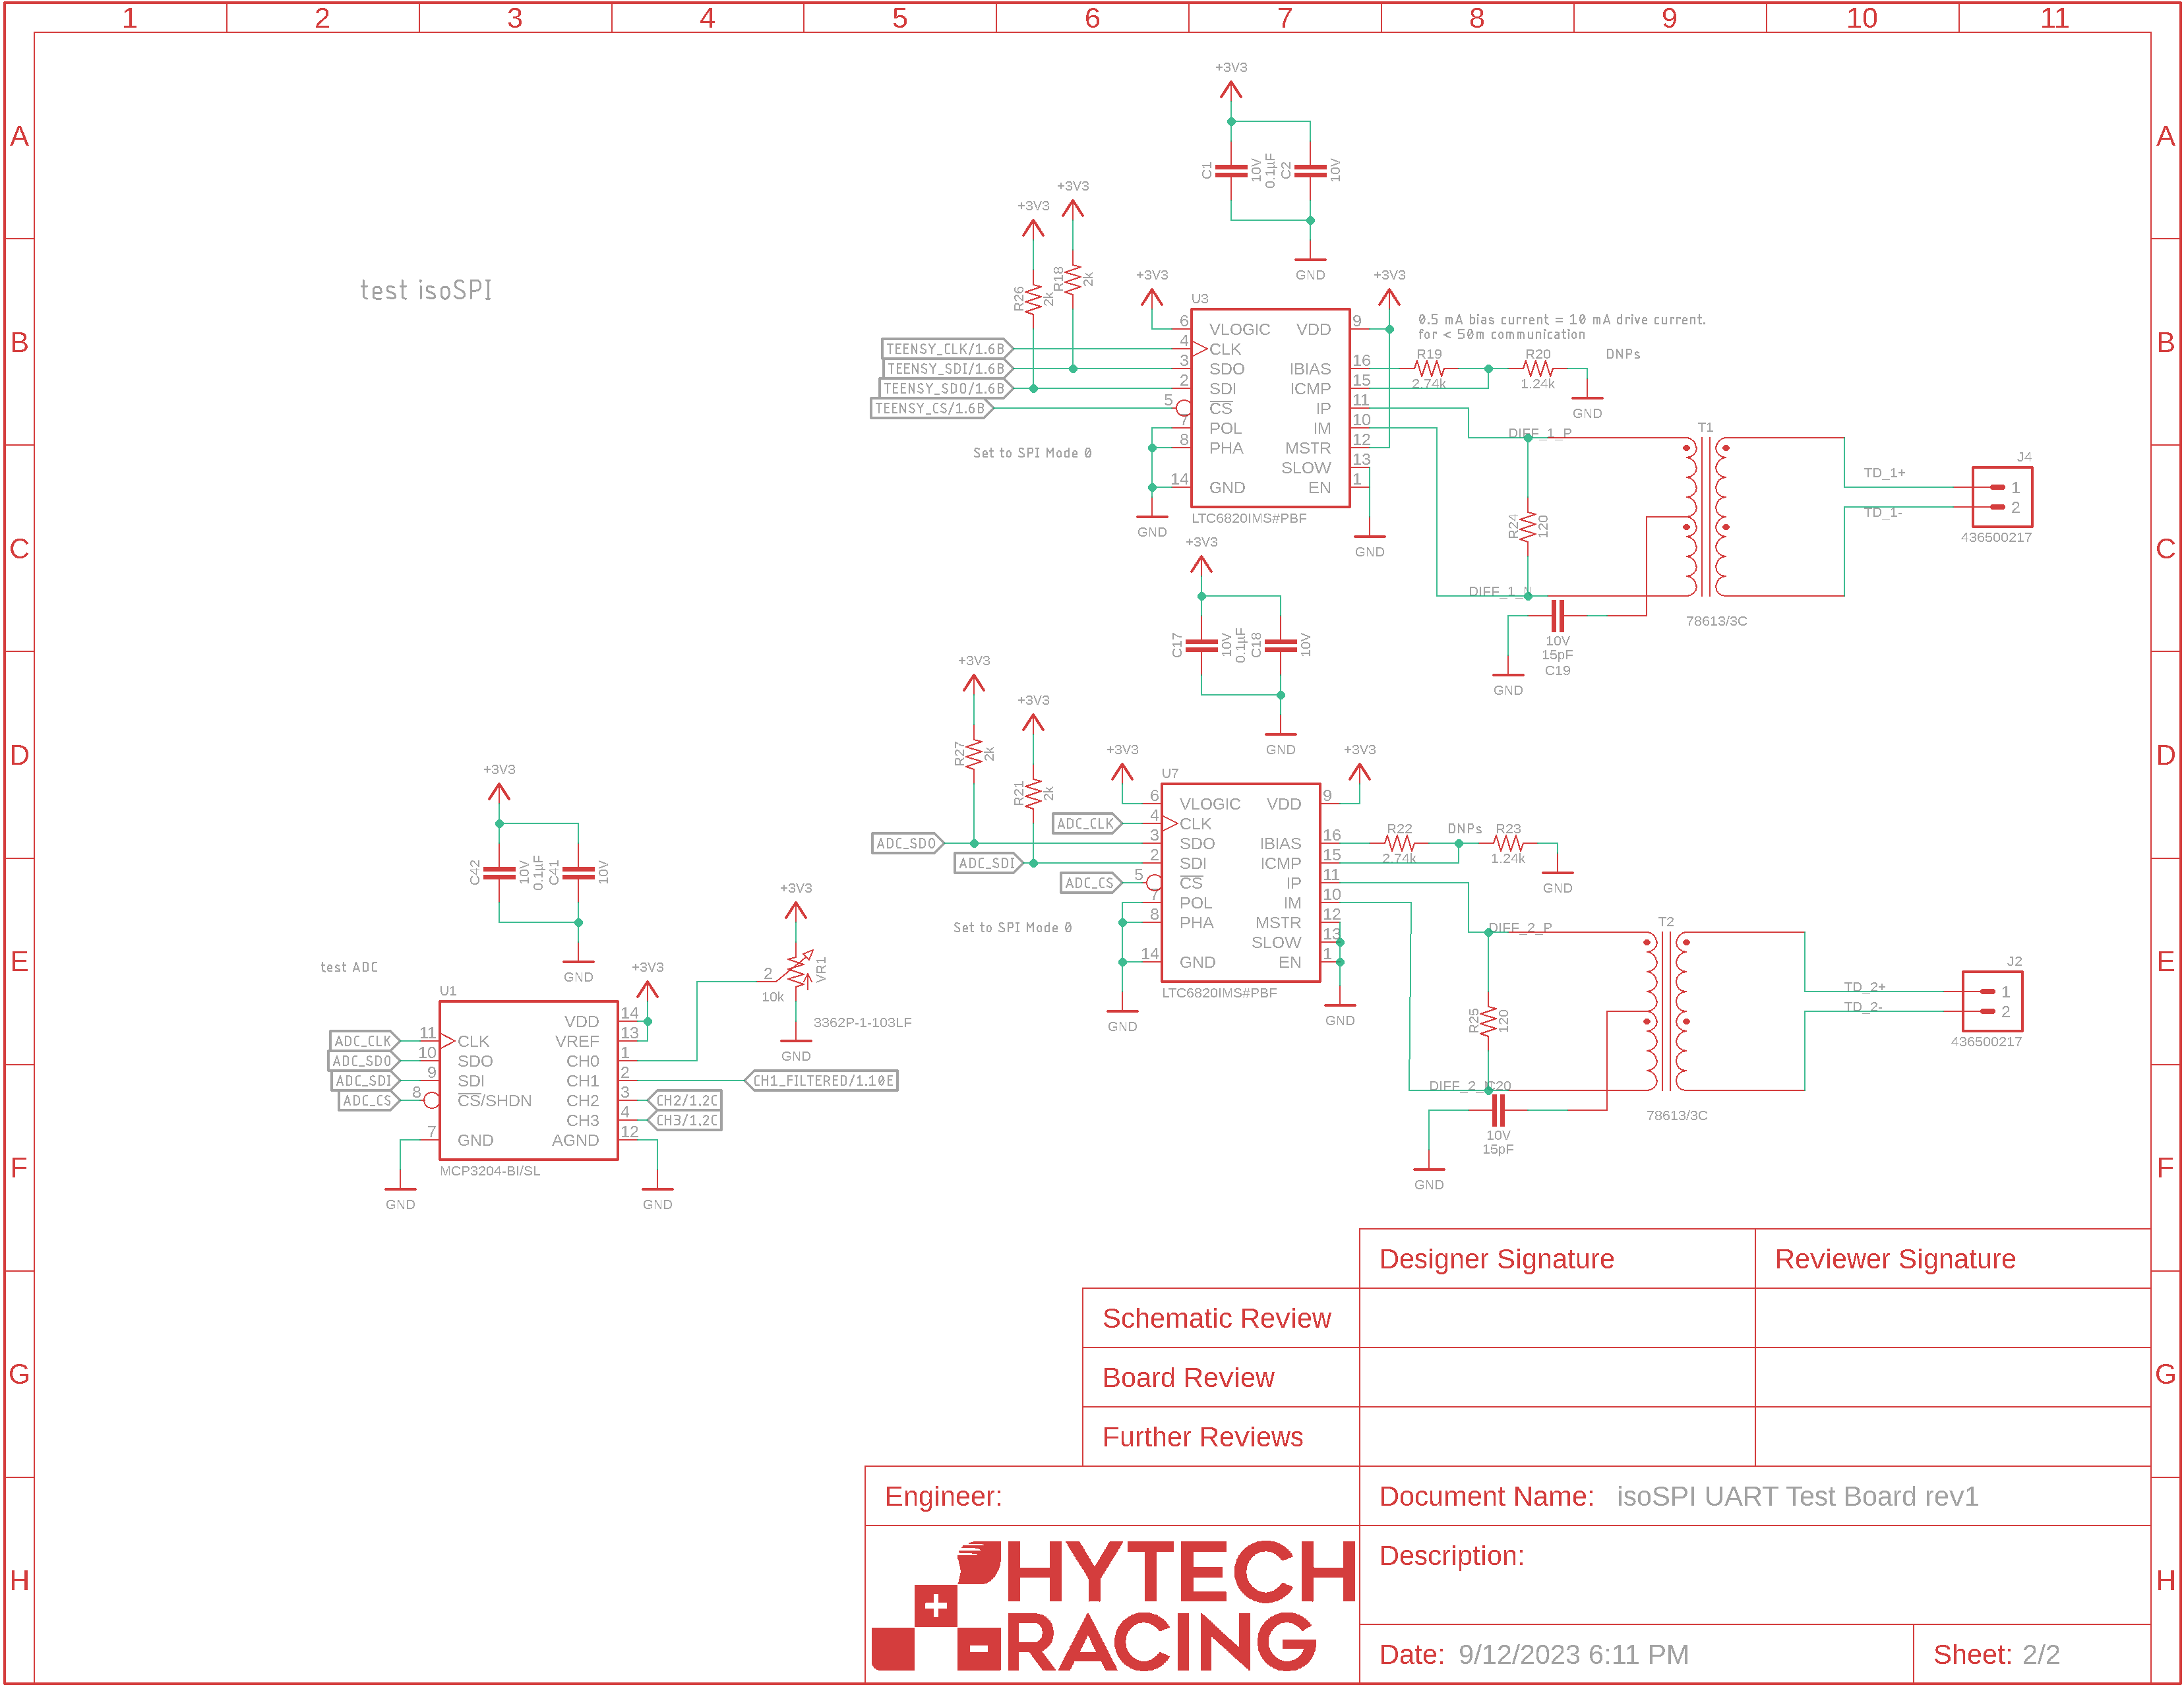 1 2 3 4 5 6 7 8 9 10 11
A A
B B
C C
D D
E E
F F
G G
H H
test isoSPI
+3V3
C1
10V
0.1µF
C2
10V
GND
+3V3
+3V3
R26
2k
R18
2k
+3V3
+3V3
U3
6 VLOGIC VDD 9
4 CLK
3 SDO IBIAS 16
2 SDI ICMP 15
5 CS IP 11
7 POL IM 10
8 PHA MSTR 12
SLOW 13
14 GND EN 1
LTC6820IMS#PBF
TEENSY_CLK/1.6B
TEENSY_SDI/1.6B
TEENSY_SDO/1.6B
TEENSY_CS/1.6B
Set to SPI Mode 0
GND
GND
0.5 mA bias current = 10 mA drive current.
for < 50m communication
R19
2.74k
R20
1.24k
DNPs
GND
DIFF_1_P
R24
120
DIFF_1_N
10V
15pF
C19
GND
T1
78613/3C
TD_1+
TD_1-
J4
1
2
436500217
+3V3
C17
10V
0.1µF
C18
10V
GND
+3V3
R27
2k
+3V3
R21
2k
+3V3
+3V3
U7
6 VLOGIC VDD 9
4 CLK
3 SDO IBIAS 16
2 SDI ICMP 15
5 CS IP 11
7 POL IM 10
8 PHA MSTR 12
SLOW 13
14 GND EN 1
LTC6820IMS#PBF
ADC_CLK
ADC_SDO
ADC_SDI
ADC_CS
Set to SPI Mode 0
GND
GND
R22
2.74k
DNPs
R23
1.24k
GND
DIFF_2_P
R25
120
DIFF_2_
C20
10V
15pF
GND
T2
78613/3C
TD_2+
TD_2-
J2
1
2
436500217
+3V3
C42
10V
0.1µF
C41
10V
GND
test ADC
+3V3
U1
VDD 14
11 CLK VREF 13
10 SDO CH0 1
9 SDI CH1 2
8 CS/SHDN CH2 3
CH3 4
7 GND AGND 12
MCP3204-BI/SL
ADC_CLK
ADC_SDO
ADC_SDI
ADC_CS
GND
GND
+3V3
2
10k
VR1
3362P-1-103LF
GND
CH1_FILTERED/1.10E
CH2/1.2C
CH3/1.2C
Designer Signature Reviewer Signature
Schematic Review
Board Review
Further Reviews
Engineer:
Document Name: isoSPI UART Test Board rev1
HYTECH
RACING
Description:
Date: 9/12/2023 6:11 PM
Sheet: 2/2